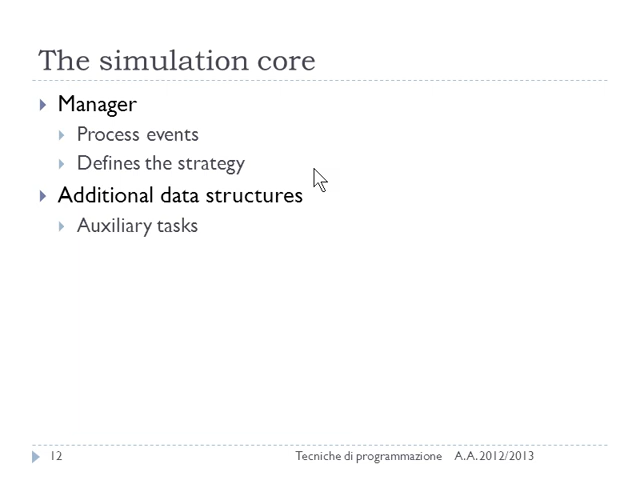 The simulation core
Manager
Process events
Defines the strategy
Additional data structures
Auxiliary tasks
12 Tecniche di programmazione A.A. 2012/2013